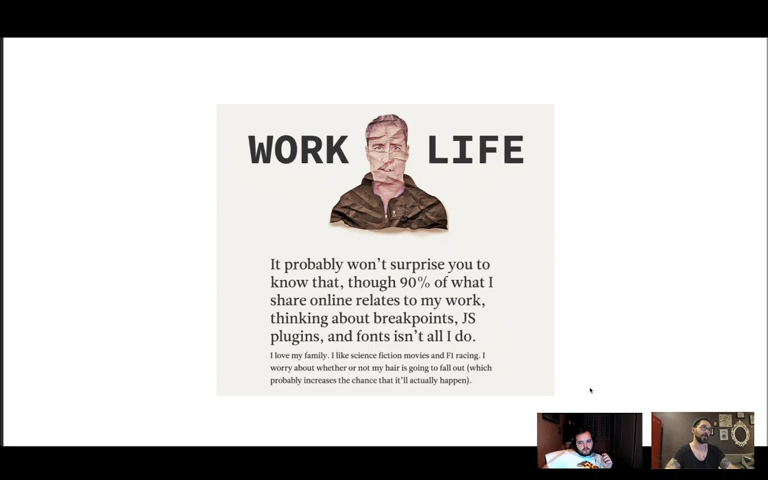 WORK LIFE
It probably won’t surprise you to
know that, though 90% of what I
share online relates to my work,
thinking about breakpoints, JS
plugins, and fonts isn’t all I do.
I love my family. I like science fiction movies and F1 racing. I
worry about whether or not my hair is going to fall out (which
probably increases the chance that it’ll actually happen).